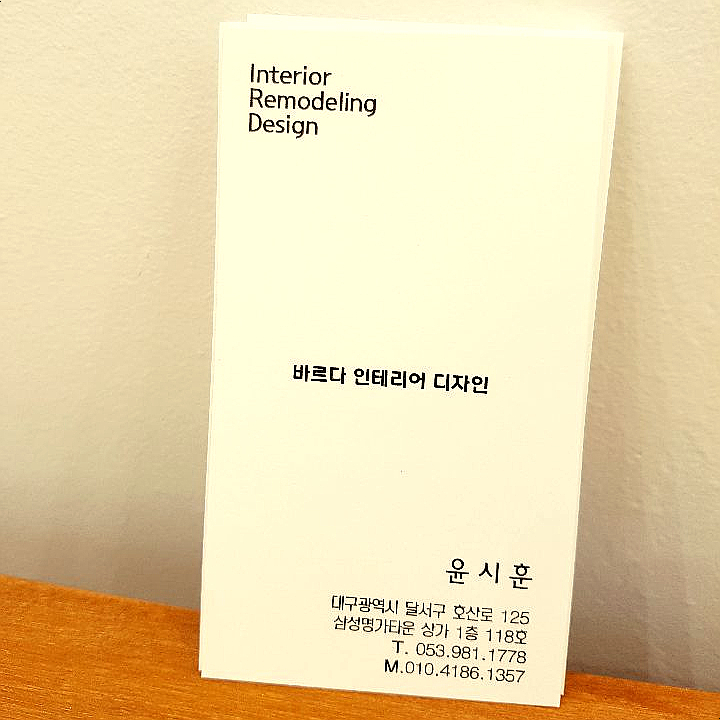 Interior
Remodeling
Design
바르다 인테리어 디자인
윤시훈
대구광역시 달서구 호산로 125
삼성명가타운 상가 1층 118호
T. 053.981.1778
M.010.4186.1357